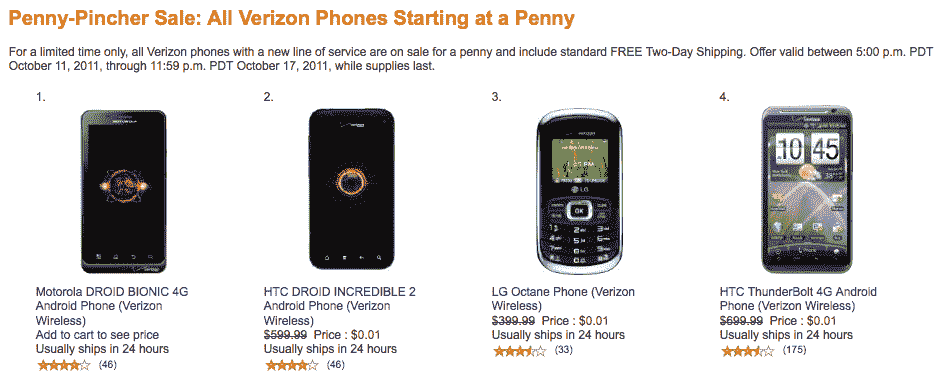 Penny-Pincher Sale: All Verizon Phones Starting at a Penny
For a limited time only, all Verizon phones with a new line of service are on sale for a penny and include standard FREE Two-Day Shipping. Offer valid between 5:00 p.m. PDT
October 11, 2011, through 11:59 p.m. PDT October 17, 2011, while supplies last.
1.
MOTOROLA
Motorola DROID BIONIC 4G
Android Phone (Verizon
Wireless)
Add to cart to see price
Usually ships in 24 hours
(46)
2.
HTC DROID INCREDIBLE 2
Android Phone (Verizon
Wireless)
$599.99 Price : $0.01
Usually ships in 24 hours
(46)
3.
LG
OK
LG Octane Phone (Verizon
Wireless)
$399.99 Price : $0.01
Usually ships in 24 hours
(33)
4.
10 45
HTC ThunderBolt 4G Android
Phone (Verizon Wireless)
$699.99 Price : $0.01
Usually ships in 24 hours
(175)